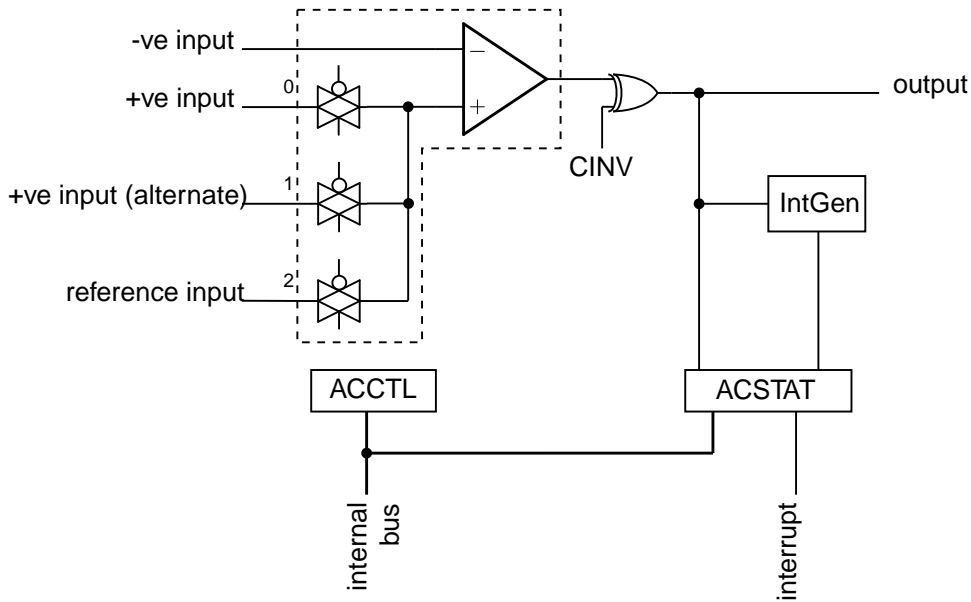 -ve input
−
output
+ve input
0
+
CINV
+ve input (alternate)
1
IntGen
reference input
2
ACCTL
ACSTAT
internal
bus
interrupt